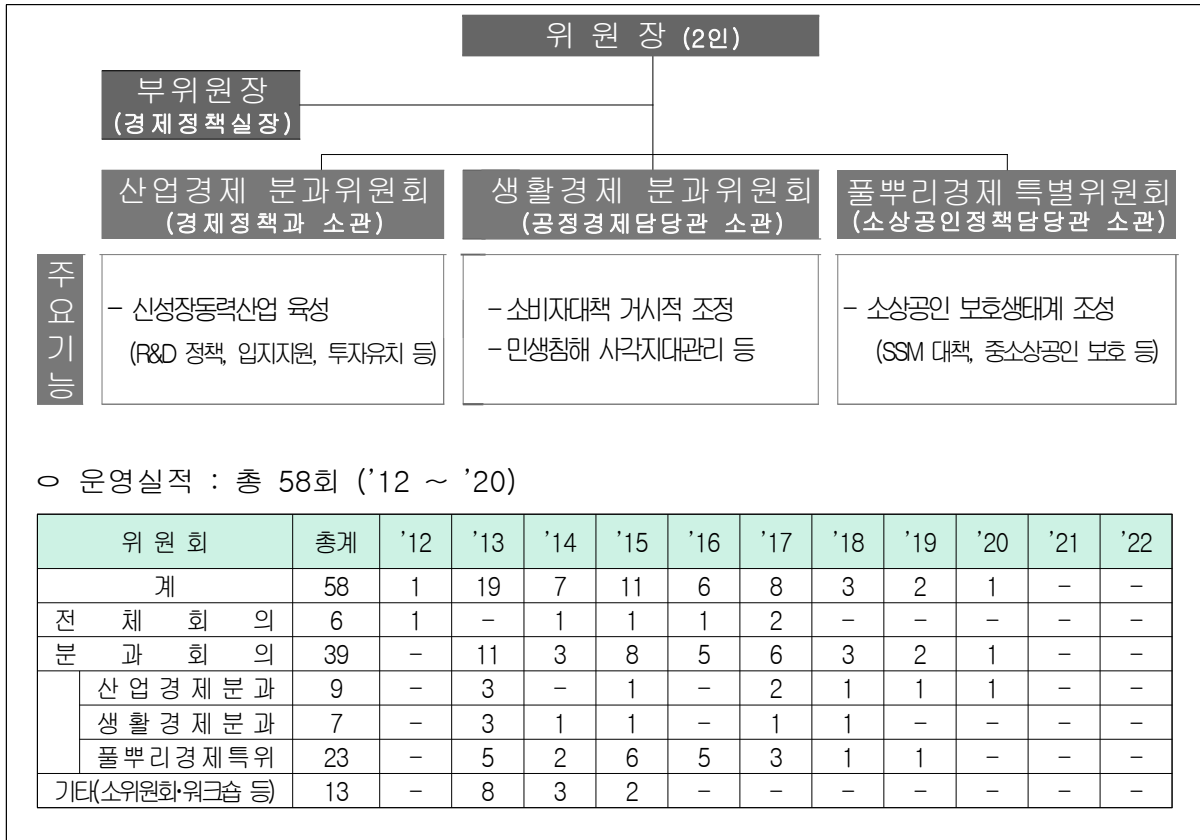 위 원 장 (2인)
부위원장
(경제정책실장)
산업경제 분과위원회
(경제정책과 소관)
생활경제 분과위원회
(공정경제담당관 소관)
풀뿌리경제 특별위원회
(소상공인정책담당관 소관)
주요기능
- 신성장동력산업 육성
(R&D 정책, 입지지원, 투자유치 등)
- 소비자대책 거시적 조정
- 민생침해 사각지대관리 등
- 소상공인 보호생태계 조성
(SSM 대책, 중소상공인 보호 등)
ㅇ 운영실적 : 총 58회 (’12 ~ ’20)
위 원 회 총계 ’12 ’13 ’14 ’15 ’16 ’17 ’18 ’19 ’20 ’21 ’22
계 58 1 19 7 11 6 8 3 2 1 - -
전 체 회 의 6 1 - 1 1 1 2 - - - - -
분 과 회 의 39 - 11 3 8 5 6 3 2 1 - -
산업경제분과 9 - 3 - 1 - 2 1 1 1 - -
생활경제분과 7 - 3 1 1 - 1 1 - - - -
풀뿌리경제특위 23 - 5 2 6 5 3 1 1 - - -
기타(소위원회·워크숍 등) 13 - 8 3 2 - - - - - - -